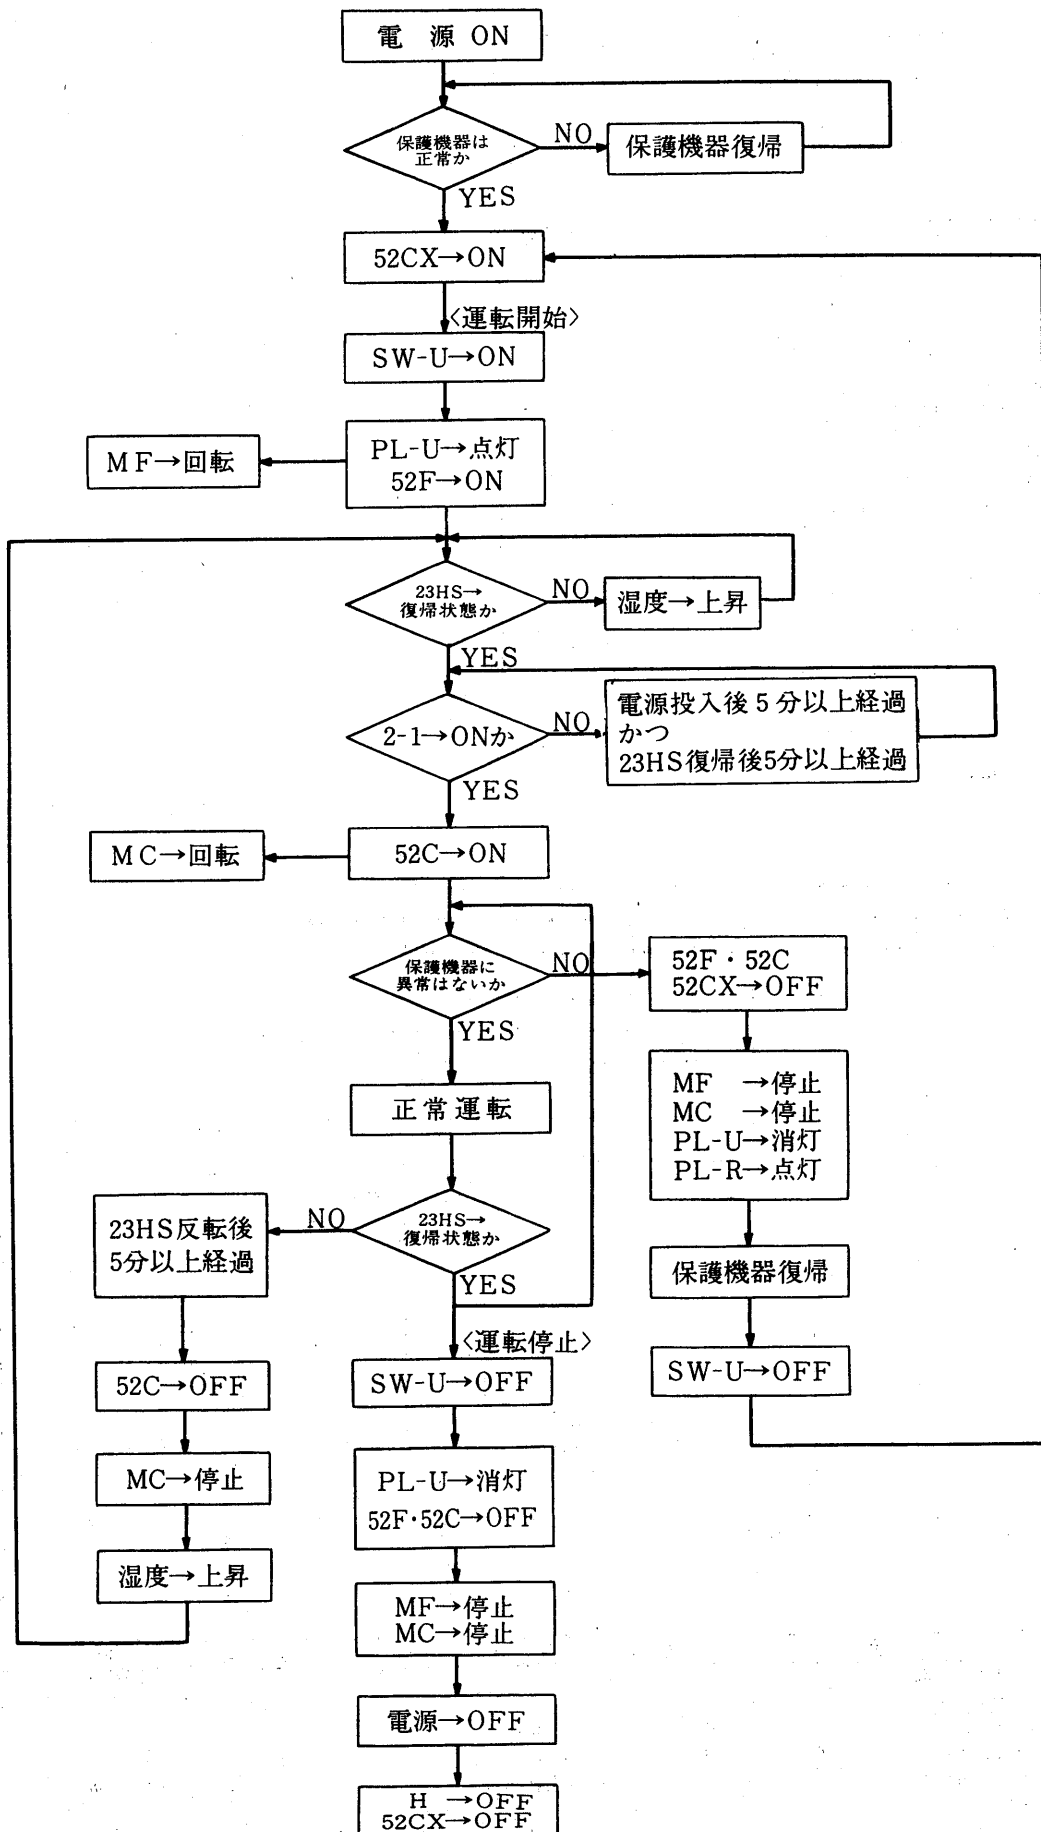 電 源 ON
保護機器は
正常か
NO
保護機器復帰
YES
52CX→ON
〈運転開始〉
SW-U→ON
PL-U→点灯
52F→ON
MF→回転
23HS→
復帰状態か
NO
湿度→上昇
YES
2-1→ONか
NO
電源投入後5分以上経過
かつ
23HS復帰後5分以上経過
YES
52C→ON
MC→回転
保護機器に
異常はないか
NO
52F・52C
52CX→OFF
YES
MF →停止
MC →停止
PL-U→消灯
PL-R→点灯
正常運転
23HS→
復帰状態か
NO
23HS反転後
5分以上経過
YES
保護機器復帰
〈運転停止〉
SW-U→OFF
SW-U→OFF
52C→OFF
MC→停止
PL-U→消灯
52F・52C→OFF
湿度→上昇
MF→停止
MC→停止
電源→OFF
H →OFF
52CX→OFF